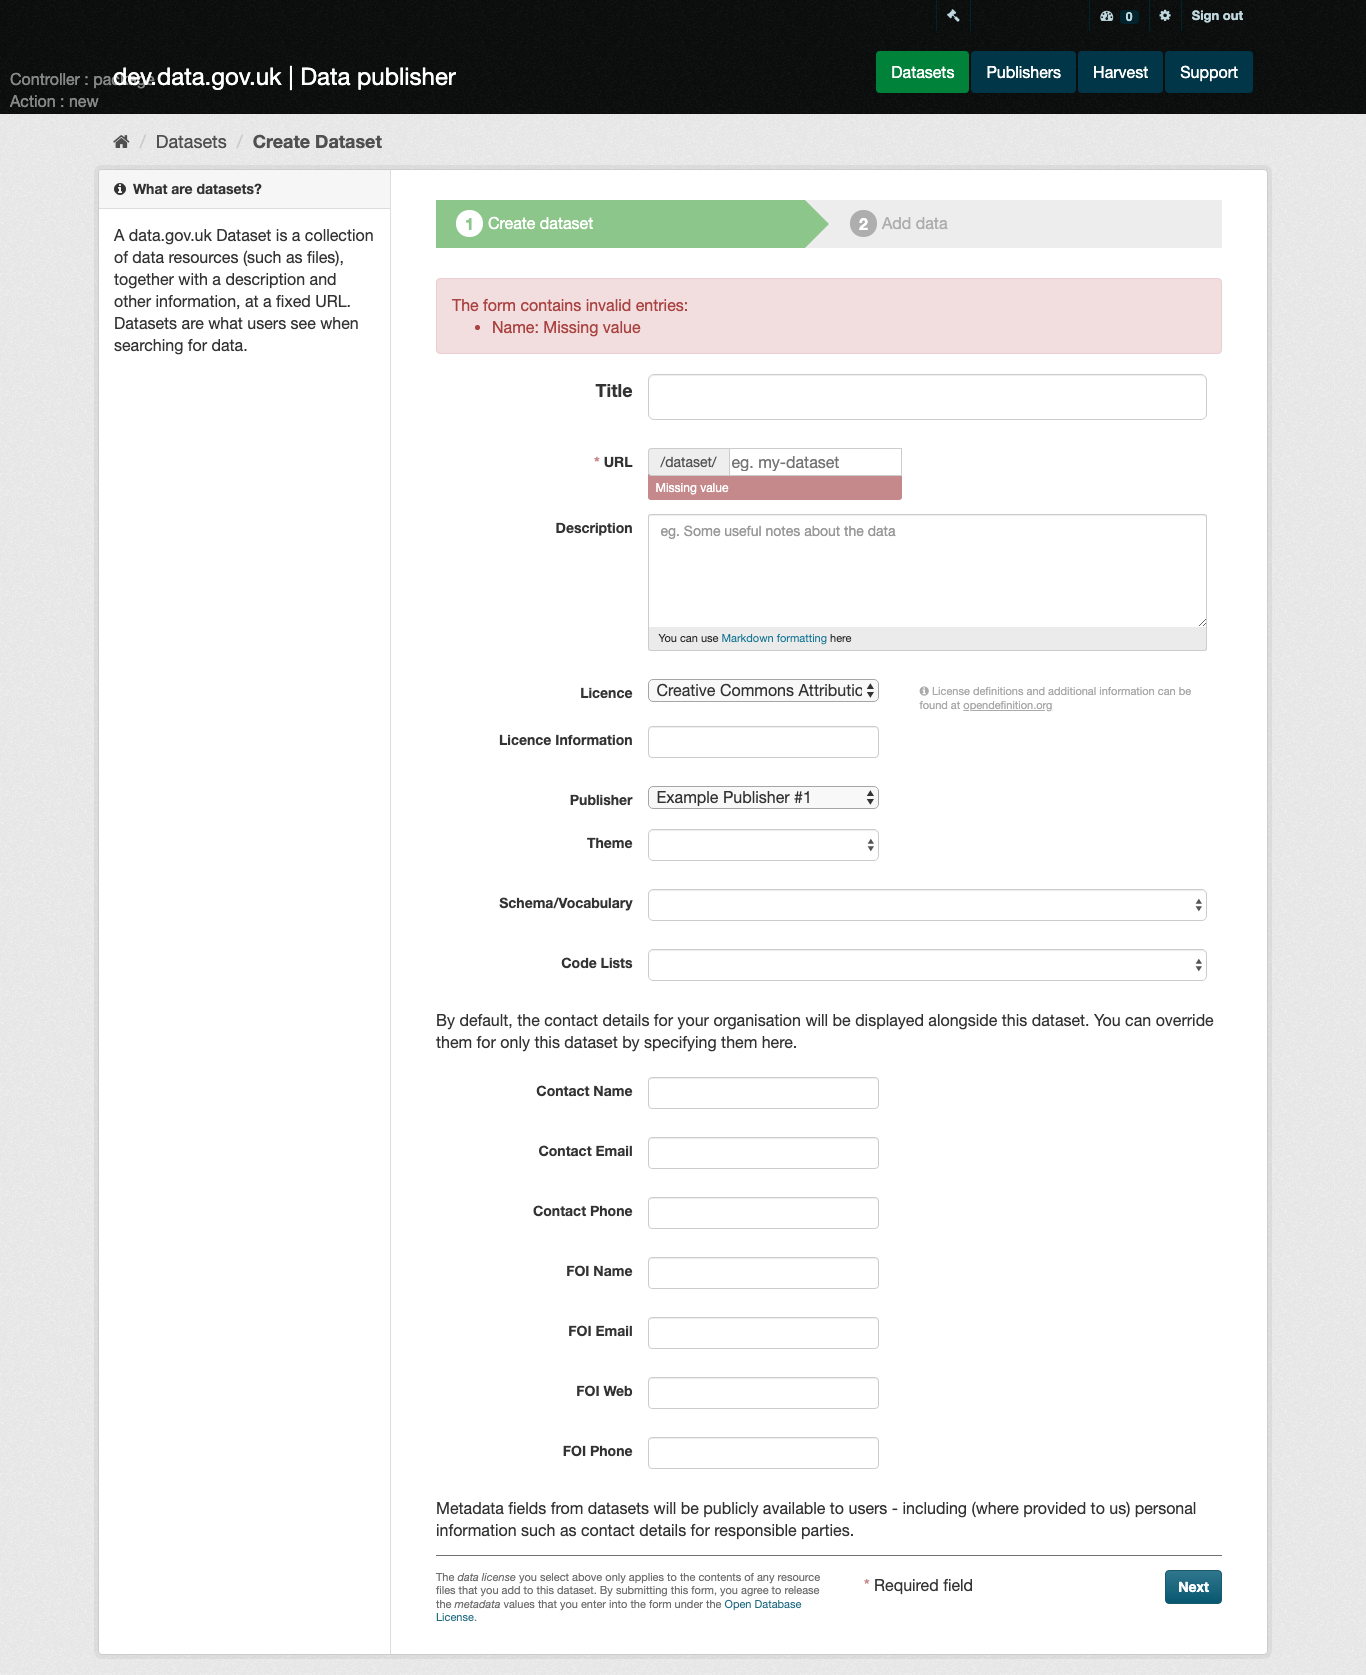 0
Sign out
Controller : package
Action : new
dev.data.gov.uk | Data publisher
Datasets
Publishers
Harvest
Support
/ Datasets / Create Dataset
What are datasets?
A data.gov.uk Dataset is a collection
of data resources (such as files),
together with a description and
other information, at a fixed URL.
Datasets are what users see when
searching for data.
1 Create dataset
2 Add data
The form contains invalid entries:
• Name: Missing value
Title
* URL
/dataset/ eg. my-dataset
Missing value
Description
eg. Some useful notes about the data
You can use Markdown formatting here
Licence
Creative Commons Attributio
License definitions and additional information can be
found at opendefinition.org
Licence Information
Publisher
Example Publisher #1
Theme
Schema/Vocabulary
Code Lists
By default, the contact details for your organisation will be displayed alongside this dataset. You can override
them for only this dataset by specifying them here.
Contact Name
Contact Email
Contact Phone
FOI Name
FOI Email
FOI Web
FOI Phone
Metadata fields from datasets will be publicly available to users - including (where provided to us) personal
information such as contact details for responsible parties.
The data license you select above only applies to the contents of any resource
files that you add to this dataset. By submitting this form, you agree to release
the metadata values that you enter into the form under the Open Database
License.
* Required field
Next